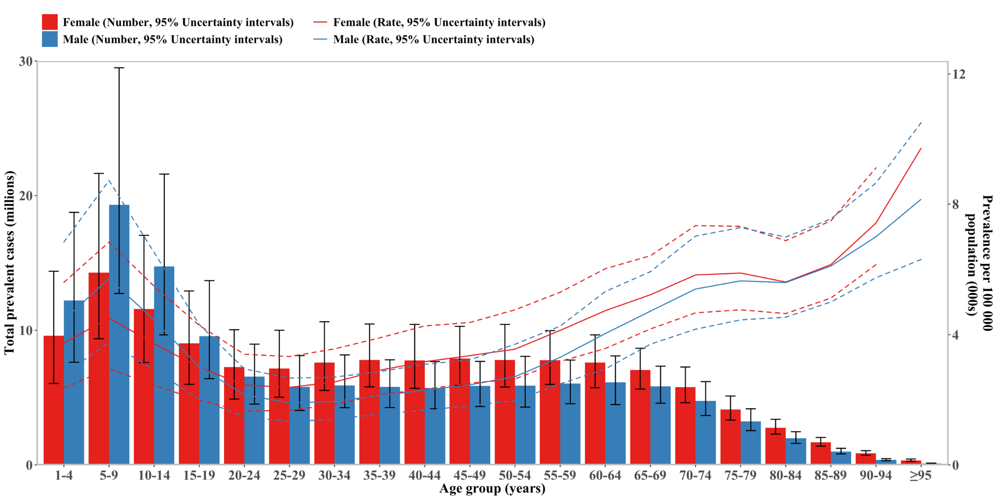 Female (Number, 95% Uncertainty intervals)
Female (Rate, 95% Uncertainty intervals)
Male (Number, 95% Uncertainty intervals)
Male (Rate, 95% Uncertainty intervals)
Total prevalent cases (millions)
30
20
10
0
12
8
4
0
Prevalence per 100 000
population (000s)
1-4 5-9 10-14 15-19 20-24 25-29 30-34 35-39 40-44 45-49 50-54 55-59 60-64 65-69 70-74 75-79 80-84 85-89 90-94 ≥95
Age group (years)